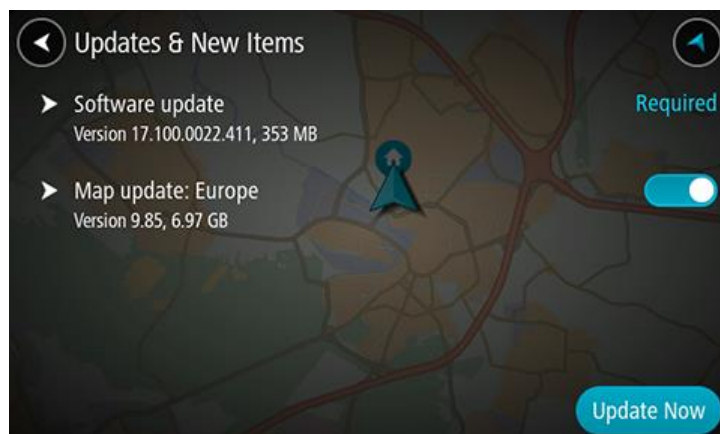 Updates & New Items
Software update
Required
Version 17.100.0022.411, 353 MB
Map update: Europe
Version 9.85, 6.97 GB
Update Now